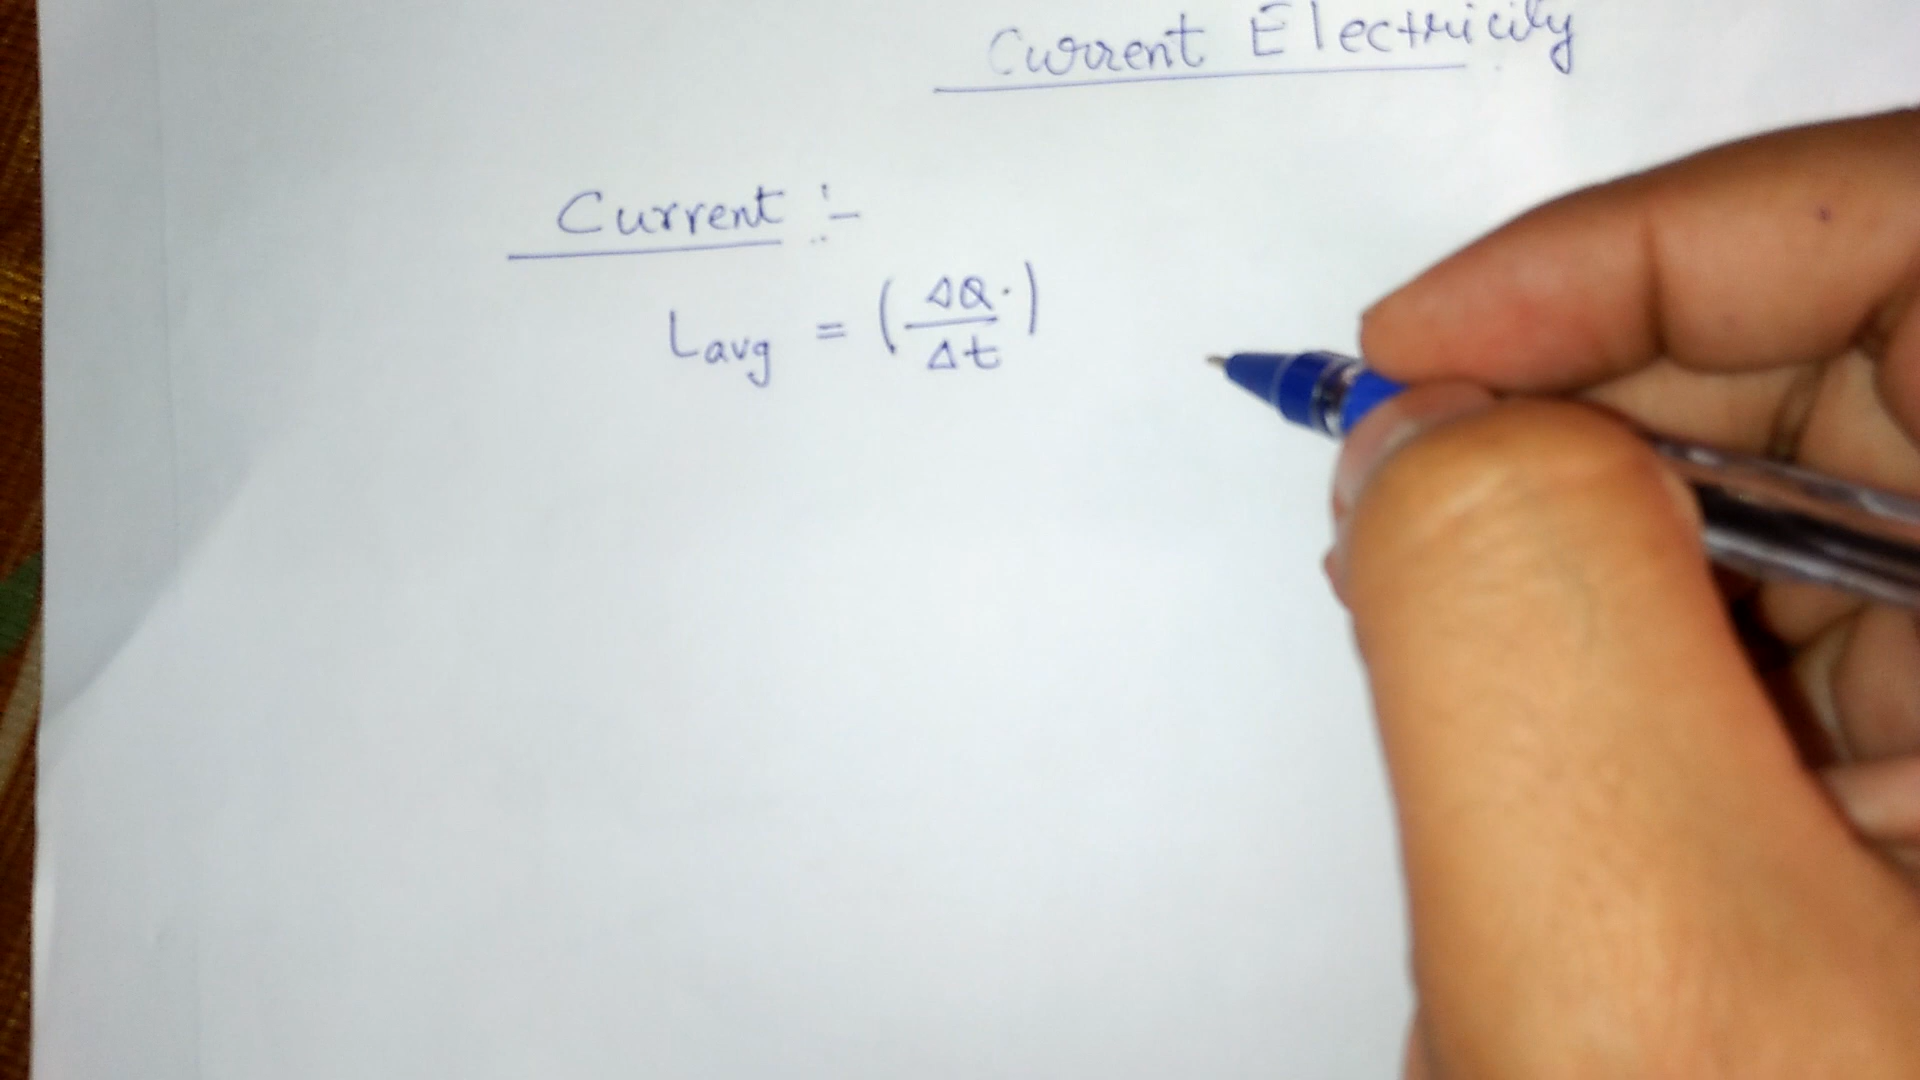 Current Electricity
Current :-
iavg = (ΔQ/Δt)